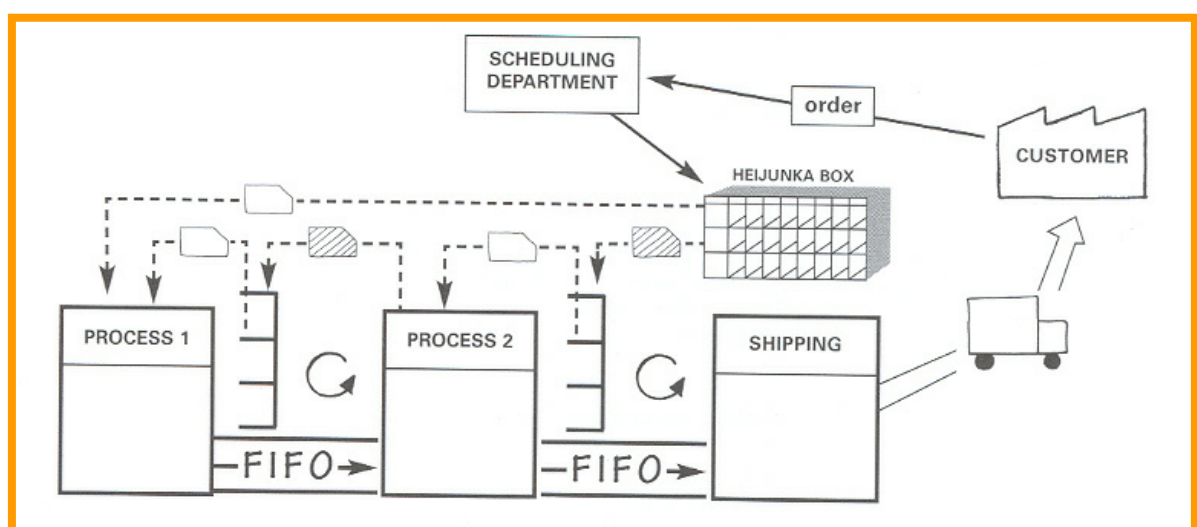 SCHEDULING
DEPARTMENT
order
CUSTOMER
HEIJUNKA BOX
PROCESS 1
PROCESS 2
SHIPPING
FIFO
FIFO